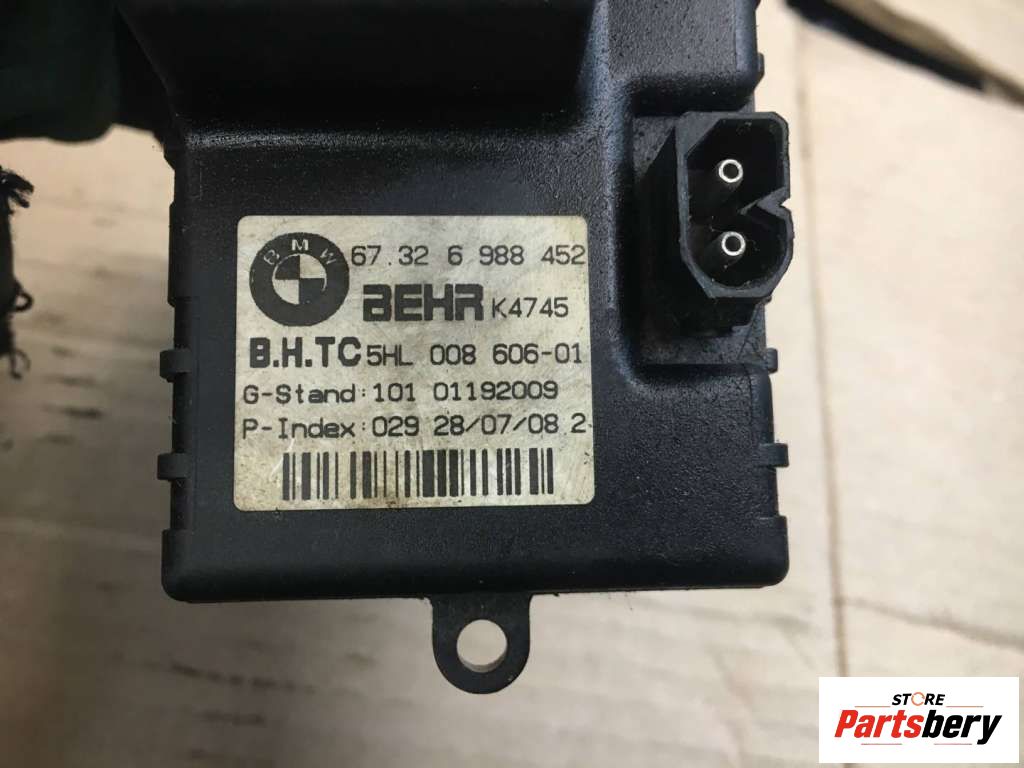 BMW
67.32 6 988 452
BEHR K4745
B.H.TC 5HL 008 606-01
G-Stand:101 01192009
P-Index:029 28/07/08 2
STORE
Partsbery